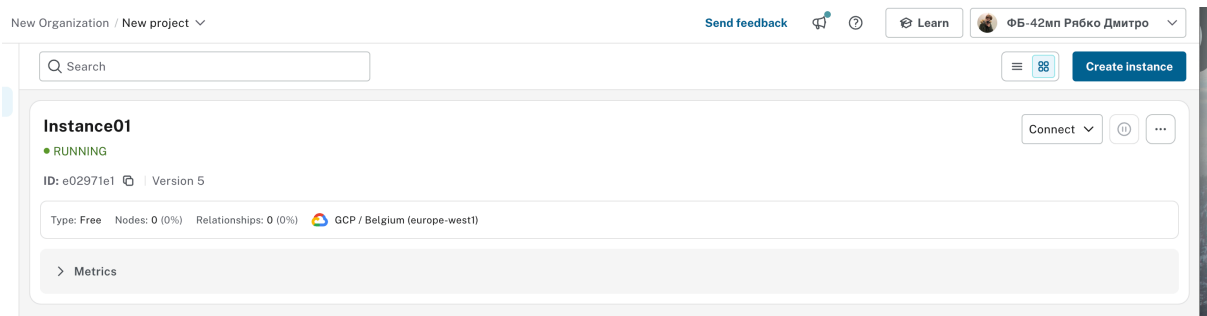 New Organization / New project
Send feedback
Learn
ФБ-42мп Рябко Дмитро
Search
Create instance
Instance01
Connect
RUNNING
ID: e02971e1 Version 5
Type: Free Nodes: 0 (0%) Relationships: 0 (0%) GCP / Belgium (europe-west1)
Metrics